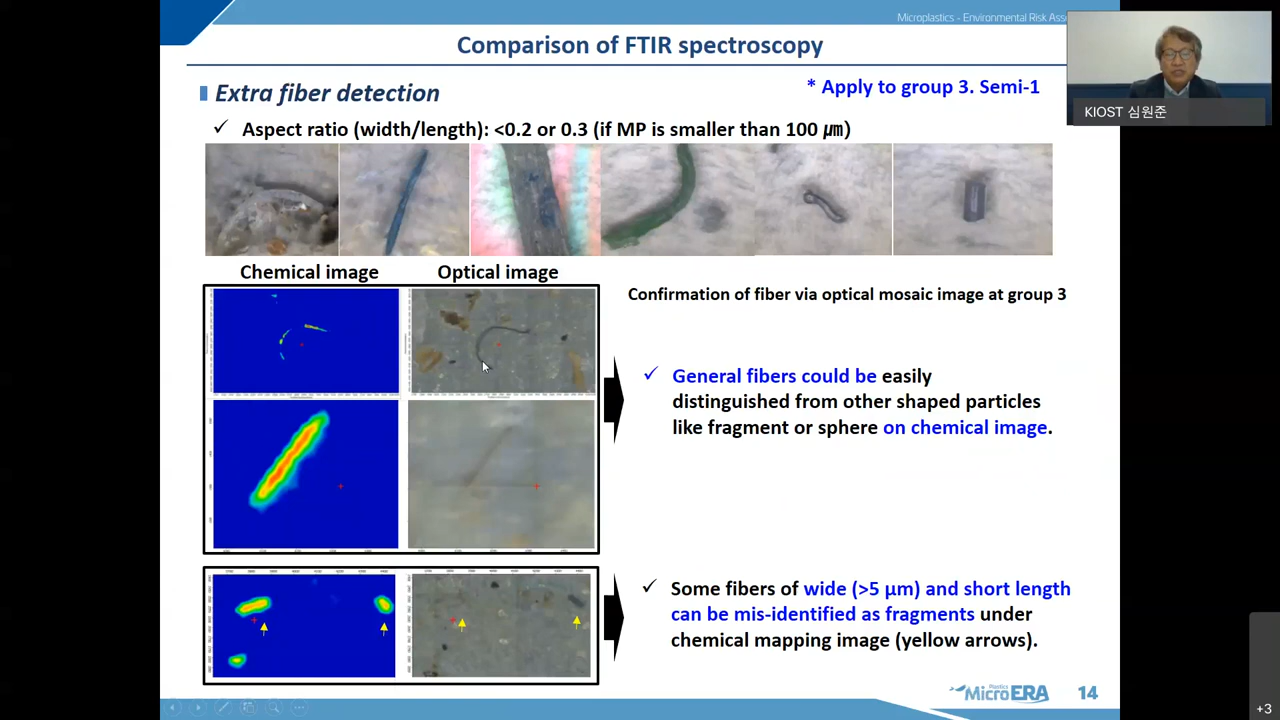 Microplastics - Environmental Risk Ass
Comparison of FTIR spectroscopy
Extra fiber detection
* Apply to group 3. Semi-1
KIOST 심원준
✓ Aspect ratio (width/length): <0.2 or 0.3 (if MP is smaller than 100 ㎛)
Chemical image
Optical image
Confirmation of fiber via optical mosaic image at group 3
✓ General fibers could be easily
distinguished from other shaped particles
like fragment or sphere on chemical image.
✓ Some fibers of wide (>5 μm) and short length
can be mis-identified as fragments under
chemical mapping image (yellow arrows).
Plastics
MicroERA
14
+3